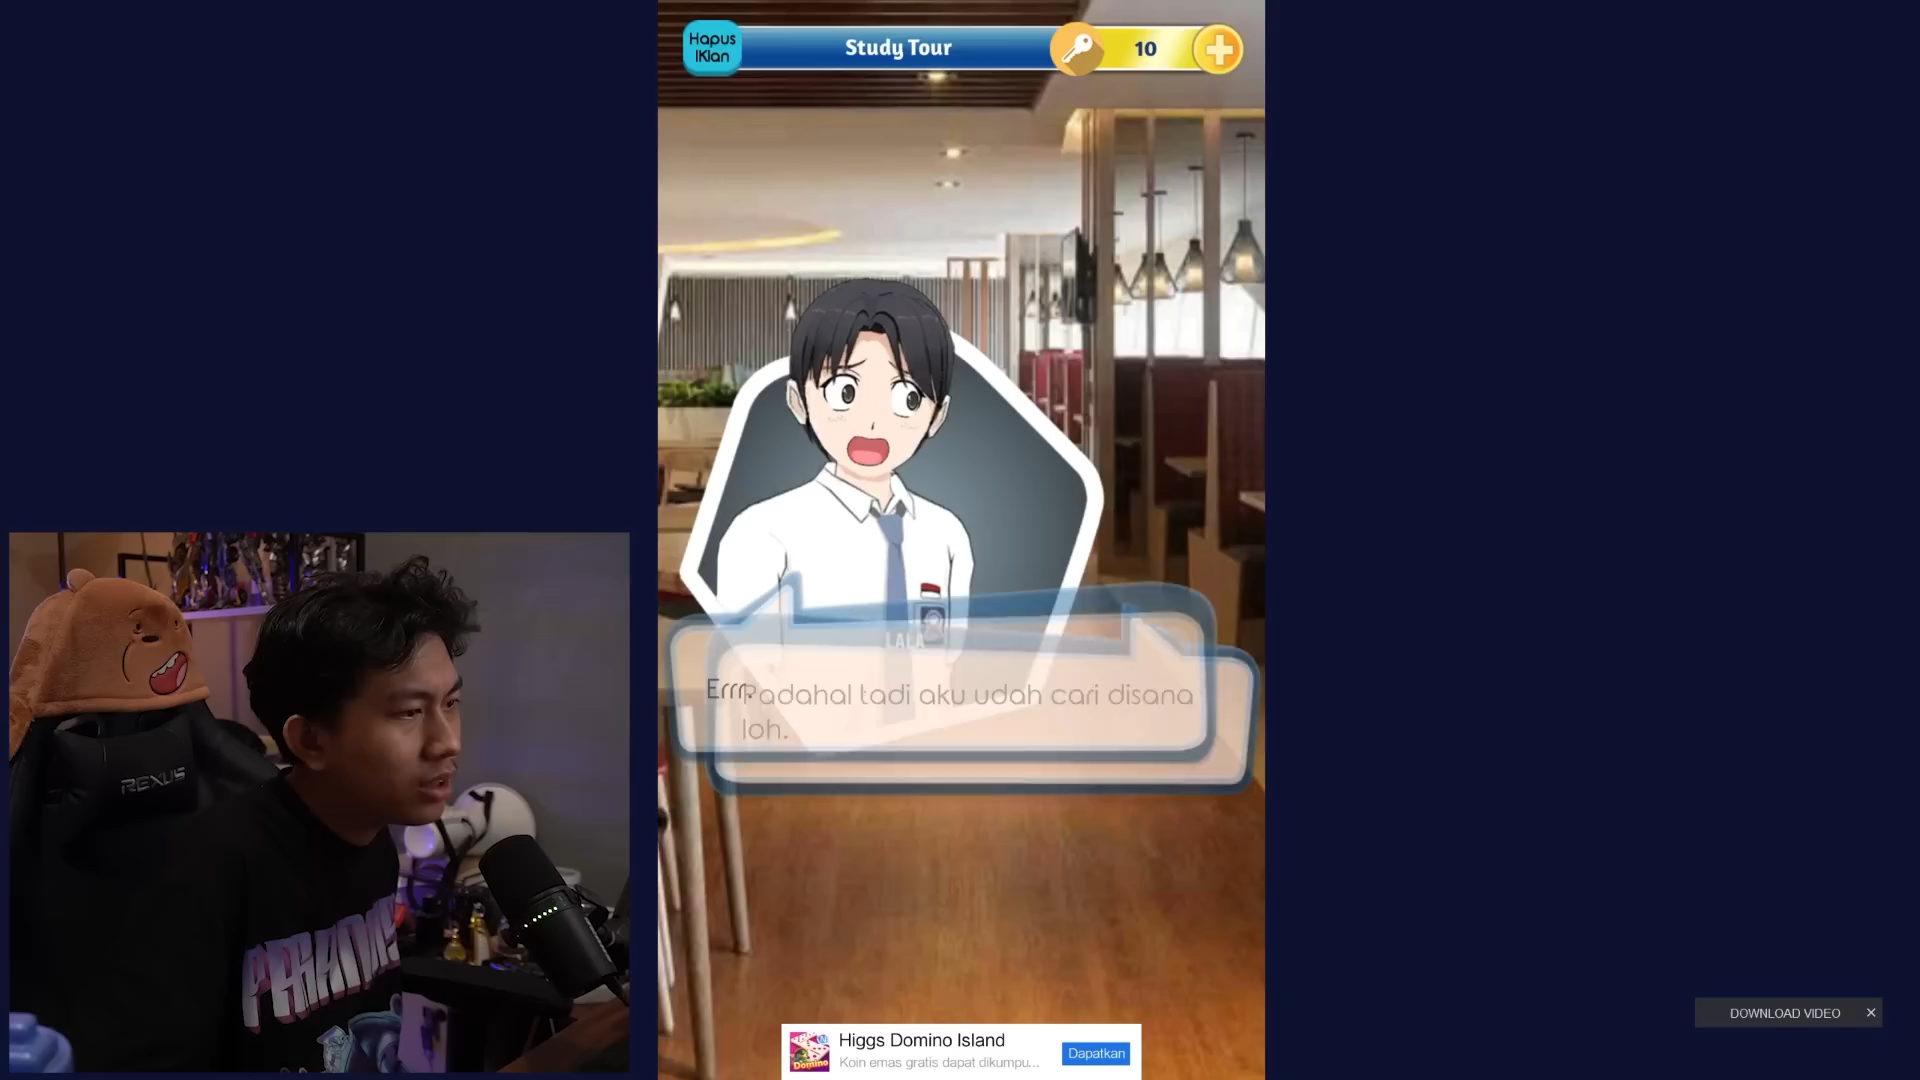 Hapus
IKlan
Study Tour
10
LALA
Errr.
Padahal tadi aku udah cari disana
loh.
REXUS
Higgs Domino Island
Koin emas gratis dapat dikumpu...
Dapatkan
Domino
DOWNLOAD VIDEO